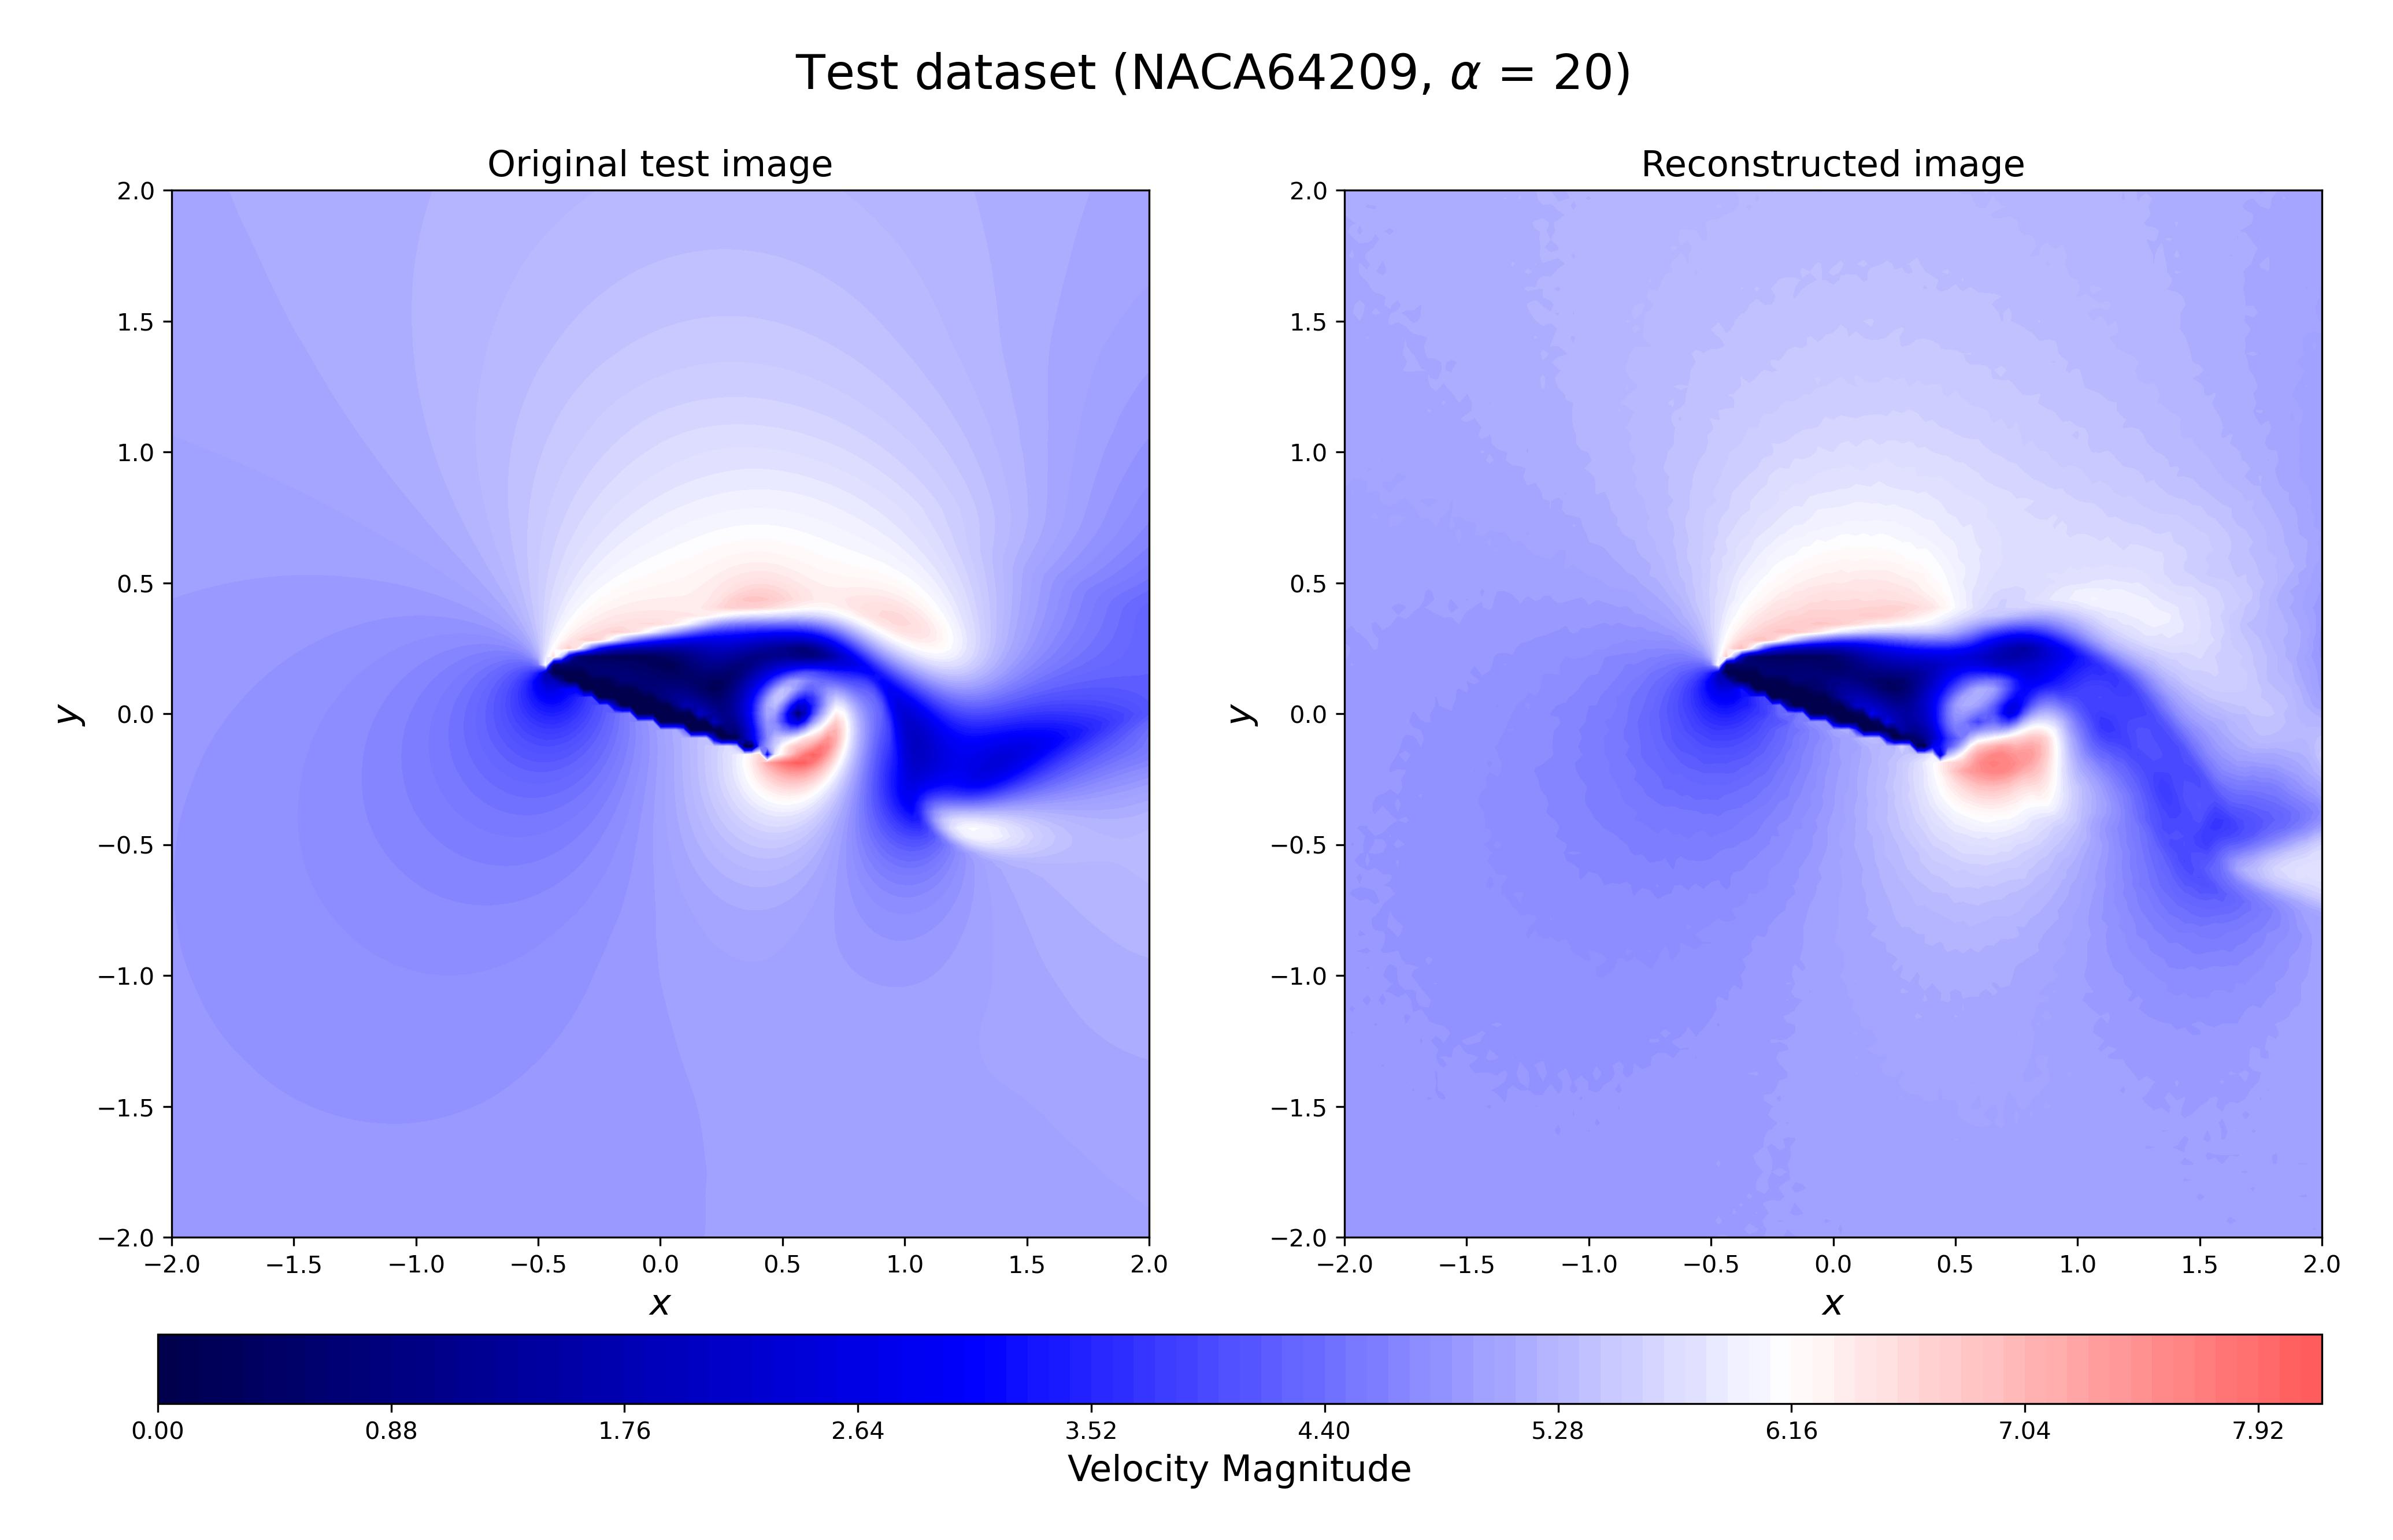 Test dataset (NACA64209, α = 20)
Original test image
Reconstructed image
2.0
1.5
1.0
0.5
0.0
−0.5
−1.0
−1.5
−2.0
y
−2.0 −1.5 −1.0 −0.5 0.0 0.5 1.0 1.5 2.0
x
2.0
1.5
1.0
0.5
0.0
−0.5
−1.0
−1.5
−2.0
y
−2.0 −1.5 −1.0 −0.5 0.0 0.5 1.0 1.5 2.0
x
0.00 0.88 1.76 2.64 3.52 4.40 5.28 6.16 7.04 7.92
Velocity Magnitude